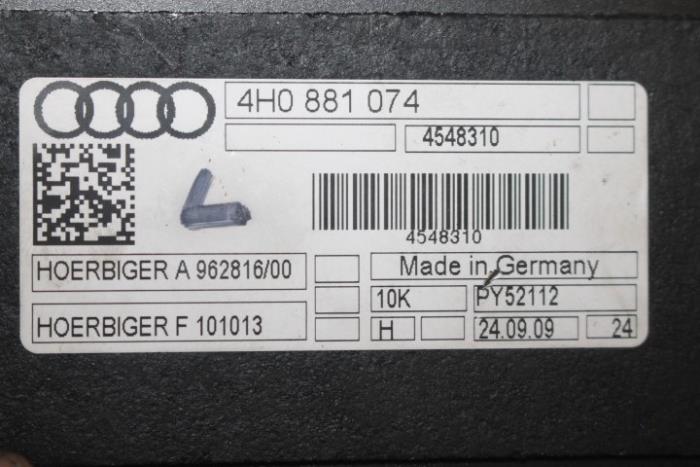 4H0 881 074
4548310
4548310
HOERBIGER A 962816/00
Made in Germany
10K PY52112
HOERBIGER F 101013
H 24.09.09 24